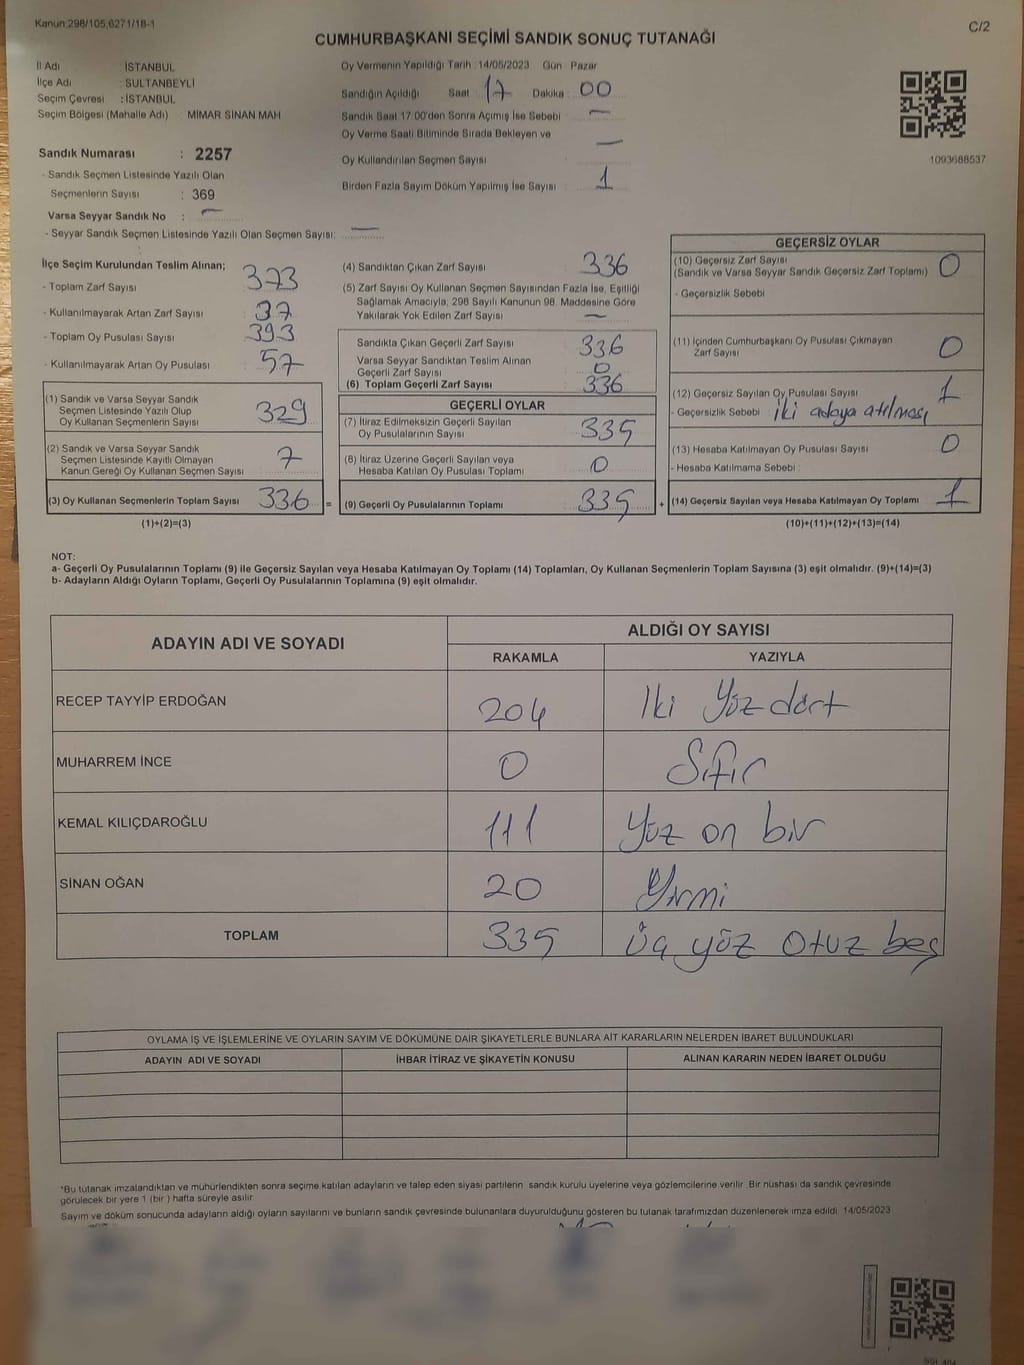 Kanun:298/105,6271/18-1
C/2
CUMHURBAŞKANI SEÇİMİ SANDIK SONUÇ TUTANAĞI
İl Adı : İSTANBUL
İlçe Adı : SULTANBEYLİ
Seçim Çevresi : İSTANBUL
Seçim Bölgesi (Mahalle Adı) MİMAR SİNAN MAH
Sandık Numarası : 2257
- Sandık Seçmen Listesinde Yazılı Olan
Seçmenlerin Sayısı : 369
Varsa Seyyar Sandık No : —
- Seyyar Sandık Seçmen Listesinde Yazılı Olan Seçmen Sayısı: —
Oy Vermenin Yapıldığı Tarih : 14/05/2023 Gün Pazar
Sandığın Açıldığı Saat 17 Dakika : 00
Sandık Saat 17.00'den Sonra Açımış İse Sebebi : —
Oy Verme Saati Bitiminde Sırada Bekleyen ve
Oy Kullandırılan Seçmen Sayısı : —
Birden Fazla Sayım Döküm Yapılmış İse Sayısı : 1
1093688537
İlçe Seçim Kurulundan Teslim Alınan;
- Toplam Zarf Sayısı 373
- Kullanılmayarak Artan Zarf Sayısı 37
- Toplam Oy Pusulası Sayısı 393
- Kullanılmayarak Artan Oy Pusulası 57
(1) Sandık ve Varsa Seyyar Sandık
Seçmen Listesinde Yazılı Olup
Oy Kullanan Seçmenlerin Sayısı 329
(2) Sandık ve Varsa Seyyar Sandık
Seçmen Listesinde Kayıtlı Olmayan
Kanun Gereği Oy Kullanan Seçmen Sayısı 7
(3) Oy Kullanan Seçmenlerin Toplam Sayısı 336 =
(1)+(2)=(3)
(4) Sandıktan Çıkan Zarf Sayısı 336
(5) Zarf Sayısı Oy Kullanan Seçmen Sayısından Fazla İse, Eşitliği
Sağlamak Amacıyla, 298 Sayılı Kanunun 98. Maddesine Göre
Yakılarak Yok Edilen Zarf Sayısı —
Sandıkta Çıkan Geçerli Zarf Sayısı 336
Varsa Seyyar Sandıktan Teslim Alınan
Geçerli Zarf Sayısı 0
(6) Toplam Geçerli Zarf Sayısı 336
GEÇERLİ OYLAR
(7) İtiraz Edilmeksizin Geçerli Sayılan
Oy Pusulalarının Sayısı 335
(8) İtiraz Üzerine Geçerli Sayılan veya
Hesaba Katılan Oy Pusulası Toplamı 0
(9) Geçerli Oy Pusulalarının Toplamı 335 +
GEÇERSİZ OYLAR
(10) Geçersiz Zarf Sayısı
(Sandık ve Varsa Seyyar Sandık Geçersiz Zarf Toplamı) 0
- Geçersizlik Sebebi
(11) İçinden Cumhurbaşkanı Oy Pusulası Çıkmayan
Zarf Sayısı 0
(12) Geçersiz Sayılan Oy Pusulası Sayısı 1
- Geçersizlik Sebebi : iki adaya atılması
(13) Hesaba Katılmayan Oy Pusulası Sayısı 0
- Hesaba Katılmama Sebebi :
(14) Geçersiz Sayılan veya Hesaba Katılmayan Oy Toplamı 1
(10)+(11)+(12)+(13)=(14)
NOT:
a- Geçerli Oy Pusulalarının Toplamı (9) ile Geçersiz Sayılan veya Hesaba Katılmayan Oy Toplamı (14) Toplamları, Oy Kullanan Seçmenlerin Toplam Sayısına (3) eşit olmalıdır. (9)+(14)=(3)
b- Adayların Aldığı Oyların Toplamı, Geçerli Oy Pusulalarının Toplamına (9) eşit olmalıdır.
ADAYIN ADI VE SOYADI
ALDIĞI OY SAYISI
RAKAMLA YAZIYLA
RECEP TAYYİP ERDOĞAN 204 İki Yüz dört
MUHARREM İNCE 0 Sıfır
KEMAL KILIÇDAROĞLU 111 Yüz on bir
SİNAN OĞAN 20 Yirmi
TOPLAM 335 üç yüz otuz beş
OYLAMA İŞ VE İŞLEMLERİNE VE OYLARIN SAYIM VE DÖKÜMÜNE DAİR ŞİKAYETLERLE BUNLARA AİT KARARLARIN NELERDEN İBARET BULUNDUKLARI
ADAYIN ADI VE SOYADI İHBAR İTİRAZ VE ŞİKAYETİN KONUSU ALINAN KARARIN NEDEN İBARET OLDUĞU
*Bu tutanak imzalandıktan ve mühürlendikten sonra seçime katılan adayların ve talep eden siyasi partilerin sandık kurulu üyelerine veya gözlemcilerine verilir. Bir nüshası da sandık çevresinde
görülecek bir yere 1 (bir ) hafta süreyle asılır.
Sayım ve döküm sonucunda adayların aldığı oyların sayılarını ve bunların sandık çevresinde bulunanlara duyurulduğunu gösteren bu tutanak tarafımızdan düzenlenerek imza edildi. 14/05/2023